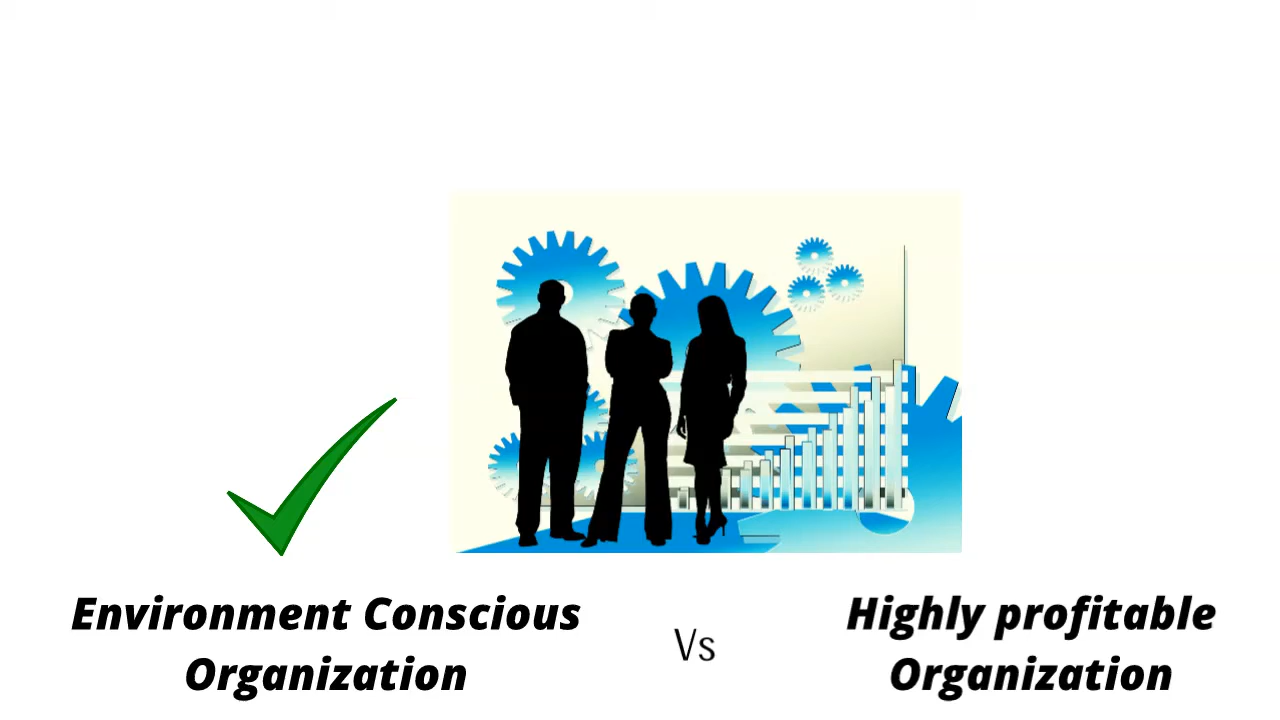 Environment Conscious
Organization
Vs
Highly profitable
Organization